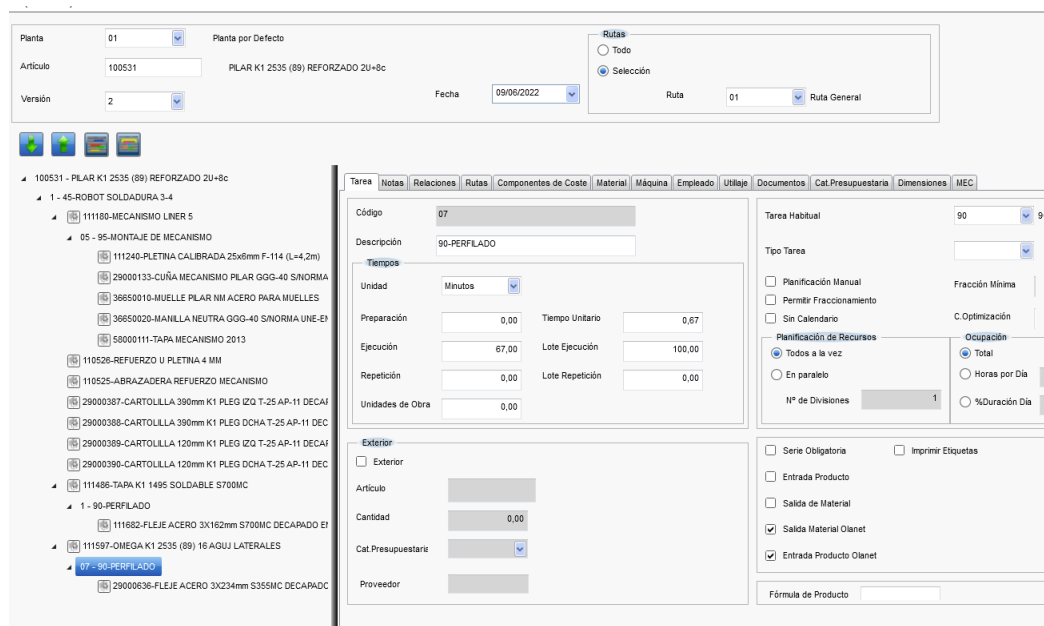 Planta 01 Planta por Defecto
Artículo 100531 PILAR K1 2535 (89) REFORZADO 2U+8c
Versión 2
Fecha 09/06/2022
Rutas
Todo
Selección
Ruta 01 Ruta General
100531 - PILAR K1 2535 (89) REFORZADO 2U+8c
1 - 45-ROBOT SOLDADURA 3-4
111180-MECANISMO LINER 5
05 - 95-MONTAJE DE MECANISMO
111240-PLETINA CALIBRADA 25x6mm F-114 (L=4,2m)
29000133-CUÑA MECANISMO PILAR GGG-40 S/NORMA
36650010-MUELLE PILAR NM ACERO PARA MUELLES
36650020-MANILLA NEUTRA GGG-40 S/NORMA UNE-EN
58000111-TAPA MECANISMO 2013
110526-REFUERZO U PLETINA 4 MM
110525-ABRAZADERA REFUERZO MECANISMO
29000387-CARTOLILLA 390mm K1 PLEG IZQ T-25 AP-11 DECAP
29000388-CARTOLILLA 390mm K1 PLEG DCHA T-25 AP-11 DEC
29000389-CARTOLILLA 120mm K1 PLEG IZQ T-25 AP-11 DECAP
29000390-CARTOLILLA 120mm K1 PLEG DCHA T-25 AP-11 DEC
111486-TAPA K1 1495 SOLDABLE S700MC
1 - 90-PERFILADO
111682-FLEJE ACERO 3X162mm S700MC DECAPADO EN
111597-OMEGA K1 2535 (89) 16 AGUJ LATERALES
07 - 90-PERFILADO
29000636-FLEJE ACERO 3X234mm S355MC DECAPADO
Tarea Notas Relaciones Rutas Componentes de Coste Material Máquina Empleado Utillaje Documentos Cat.Presupuestaria Dimensiones MEC
Código 07
Descripción 90-PERFILADO
Tiempos
Unidad Minutos
Preparación 0,00 Tiempo Unitario 0,67
Ejecución 67,00 Lote Ejecución 100,00
Repetición 0,00 Lote Repetición 0,00
Unidades de Obra 0,00
Exterior
Exterior
Artículo
Cantidad 0,00
Cat.Presupuestaria
Proveedor
Tarea Habitual 90 9
Tipo Tarea
Planificación Manual
Permitir Fraccionamiento
Sin Calendario
Fracción Mínima
C.Optimización
Planificación de Recursos
Todos a la vez
En paralelo
Nº de Divisiones 1
Ocupación
Total
Horas por Día
%Duración Día
Serie Obligatoria Imprimir Etiquetas
Entrada Producto
Salida de Material
Salida Material Olanet
Entrada Producto Olanet
Fórmula de Producto